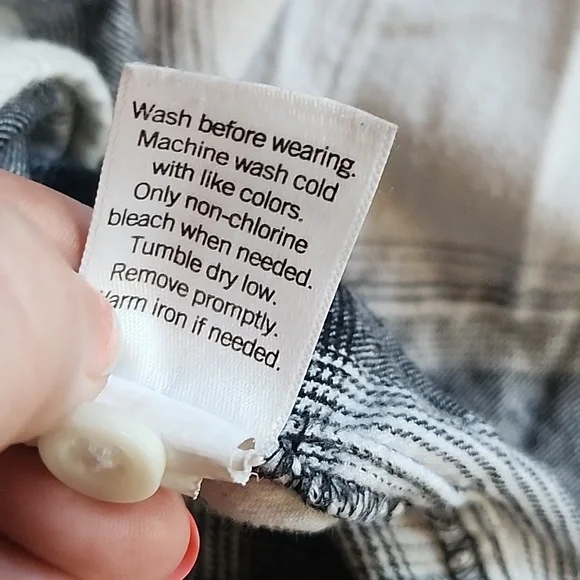 Wash before wearing.
Machine wash cold
with like colors.
Only non-chlorine
bleach when needed.
Tumble dry low.
Remove promptly.
Warm iron if needed.